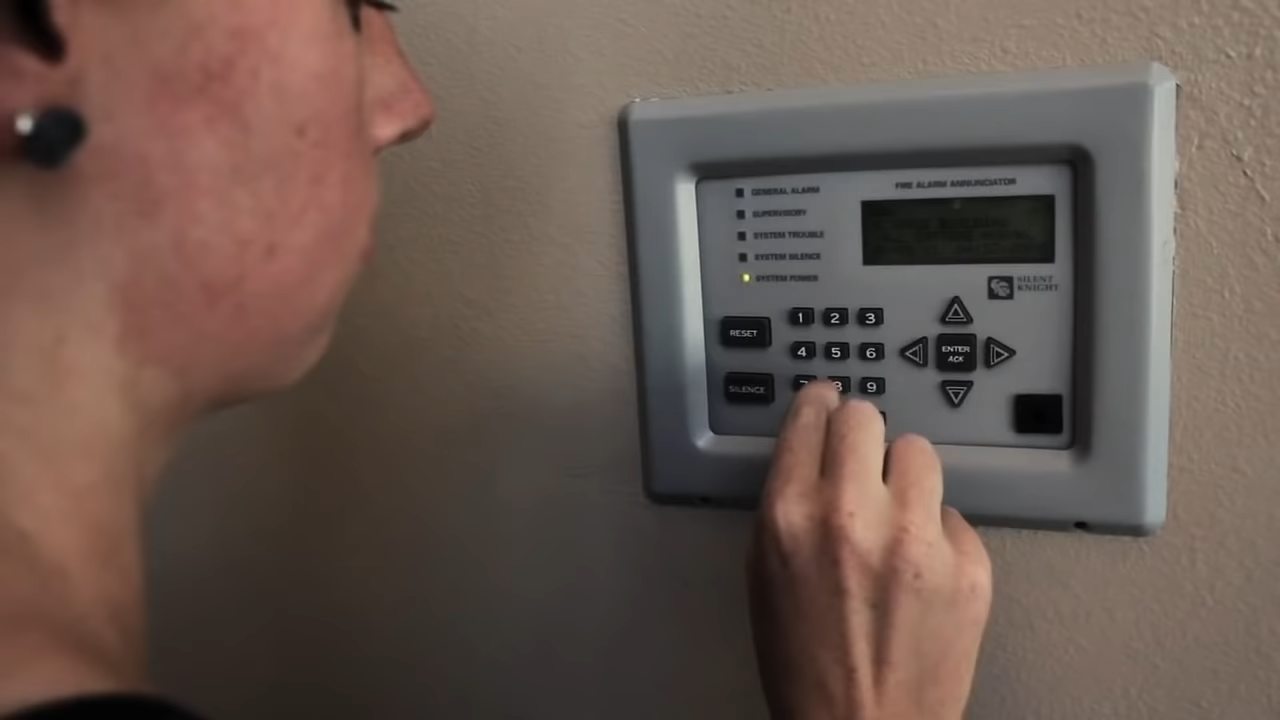 FIRE ALARM ANNUNCIATOR
GENERAL ALARM
SUPERVISORY
SYSTEM TROUBLE
SYSTEM SILENCE
SYSTEM POWER
SILENT
KNIGHT
RESET
1 2 3
4 5 6
ENTER
ACK
SILENCE
7 8 9